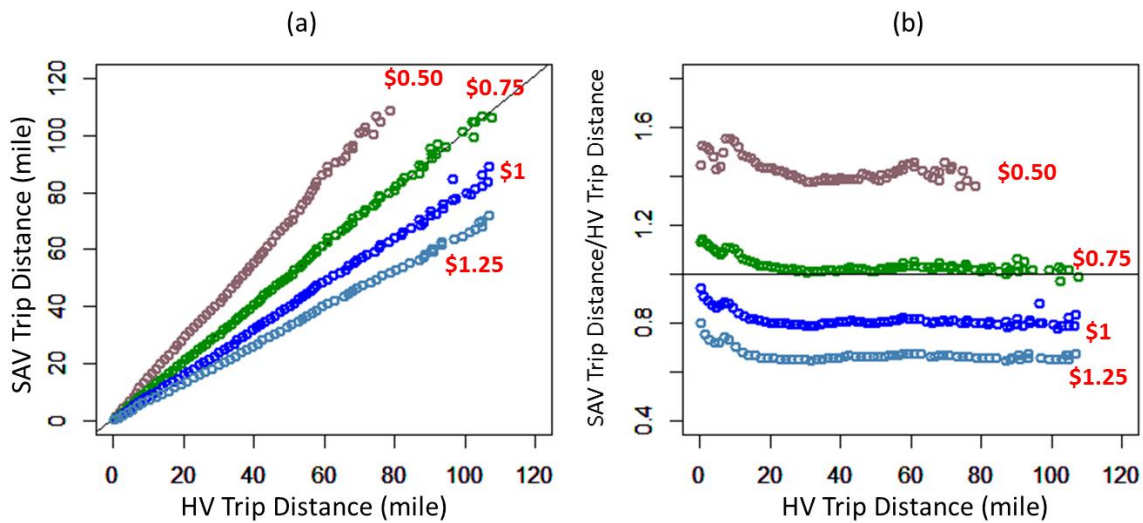 (a)
SAV Trip Distance (mile)
120
100
80
60
40
20
0
$0.50
$0.75
$1
$1.25
0 20 40 60 80 100 120
HV Trip Distance (mile)
(b)
SAV Trip Distance/HV Trip Distance
1.6
1.2
0.8
0.4
$0.50
$0.75
$1
$1.25
0 20 40 60 80 100 120
HV Trip Distance (mile)